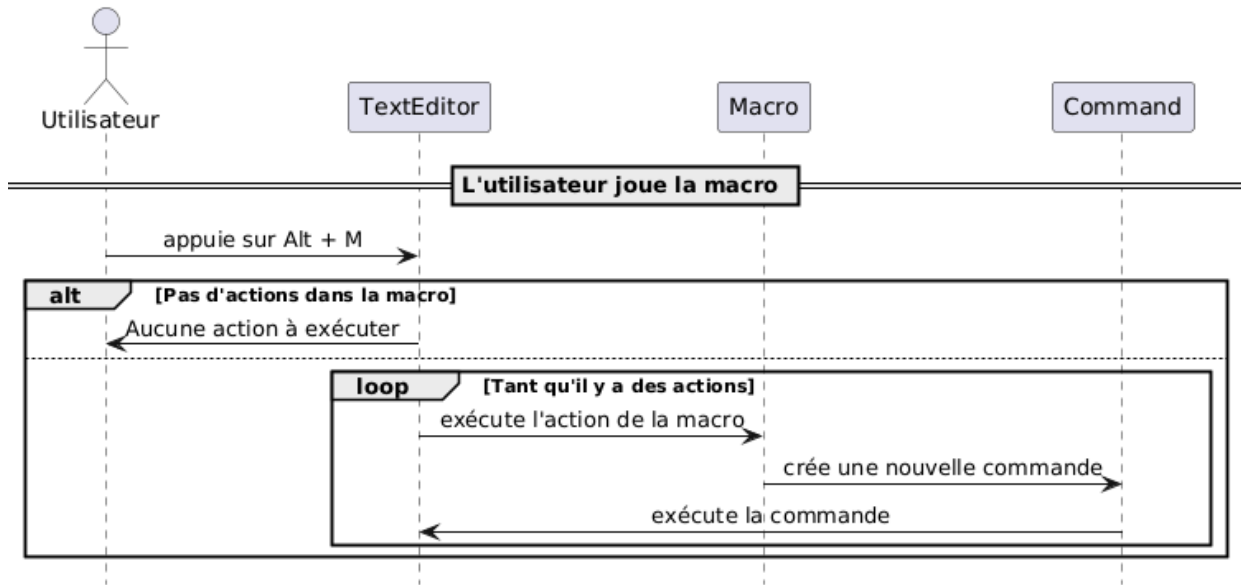 Utilisateur
TextEditor
Macro
Command
L'utilisateur joue la macro
appuie sur Alt + M
alt
[Pas d'actions dans la macro]
Aucune action à exécuter
loop
[Tant qu'il y a des actions]
exécute l'action de la macro
crée une nouvelle commande
exécute la commande